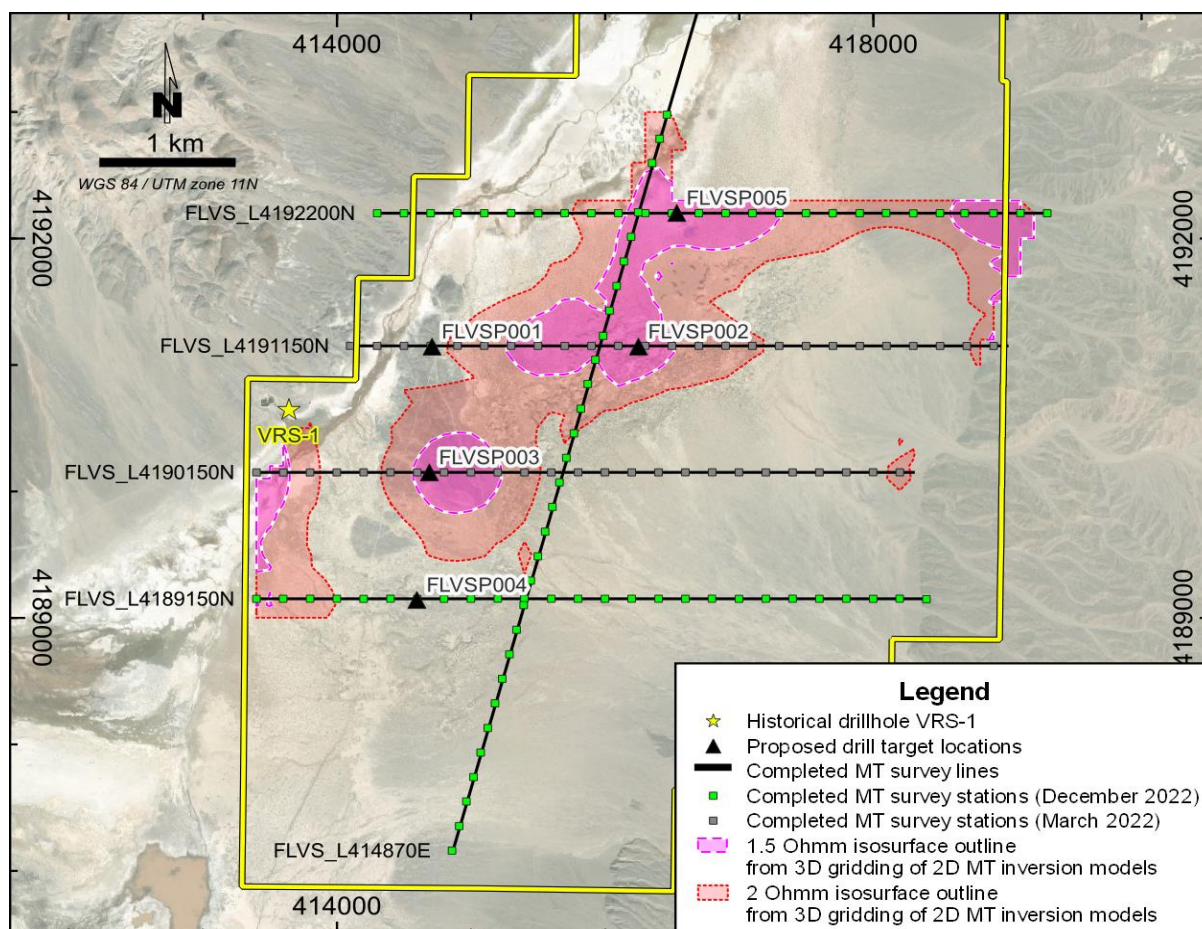 414000
418000
N
1 km
WGS 84 / UTM zone 11N
FLVS_L4192200N
FLVSP005
4192000
4192000
FLVS_L4191150N
FLVSP001
FLVSP002
VRS-1
FLVS_L4190150N
FLVSP003
FLVS_L4189150N
FLVSP004
4189000
4189000
FLVS_L414870E
414000
Legend
Historical drillhole VRS-1
Proposed drill target locations
Completed MT survey lines
Completed MT survey stations (December 2022)
Completed MT survey stations (March 2022)
1.5 Ohmm isosurface outline
from 3D gridding of 2D MT inversion models
2 Ohmm isosurface outline
from 3D gridding of 2D MT inversion models